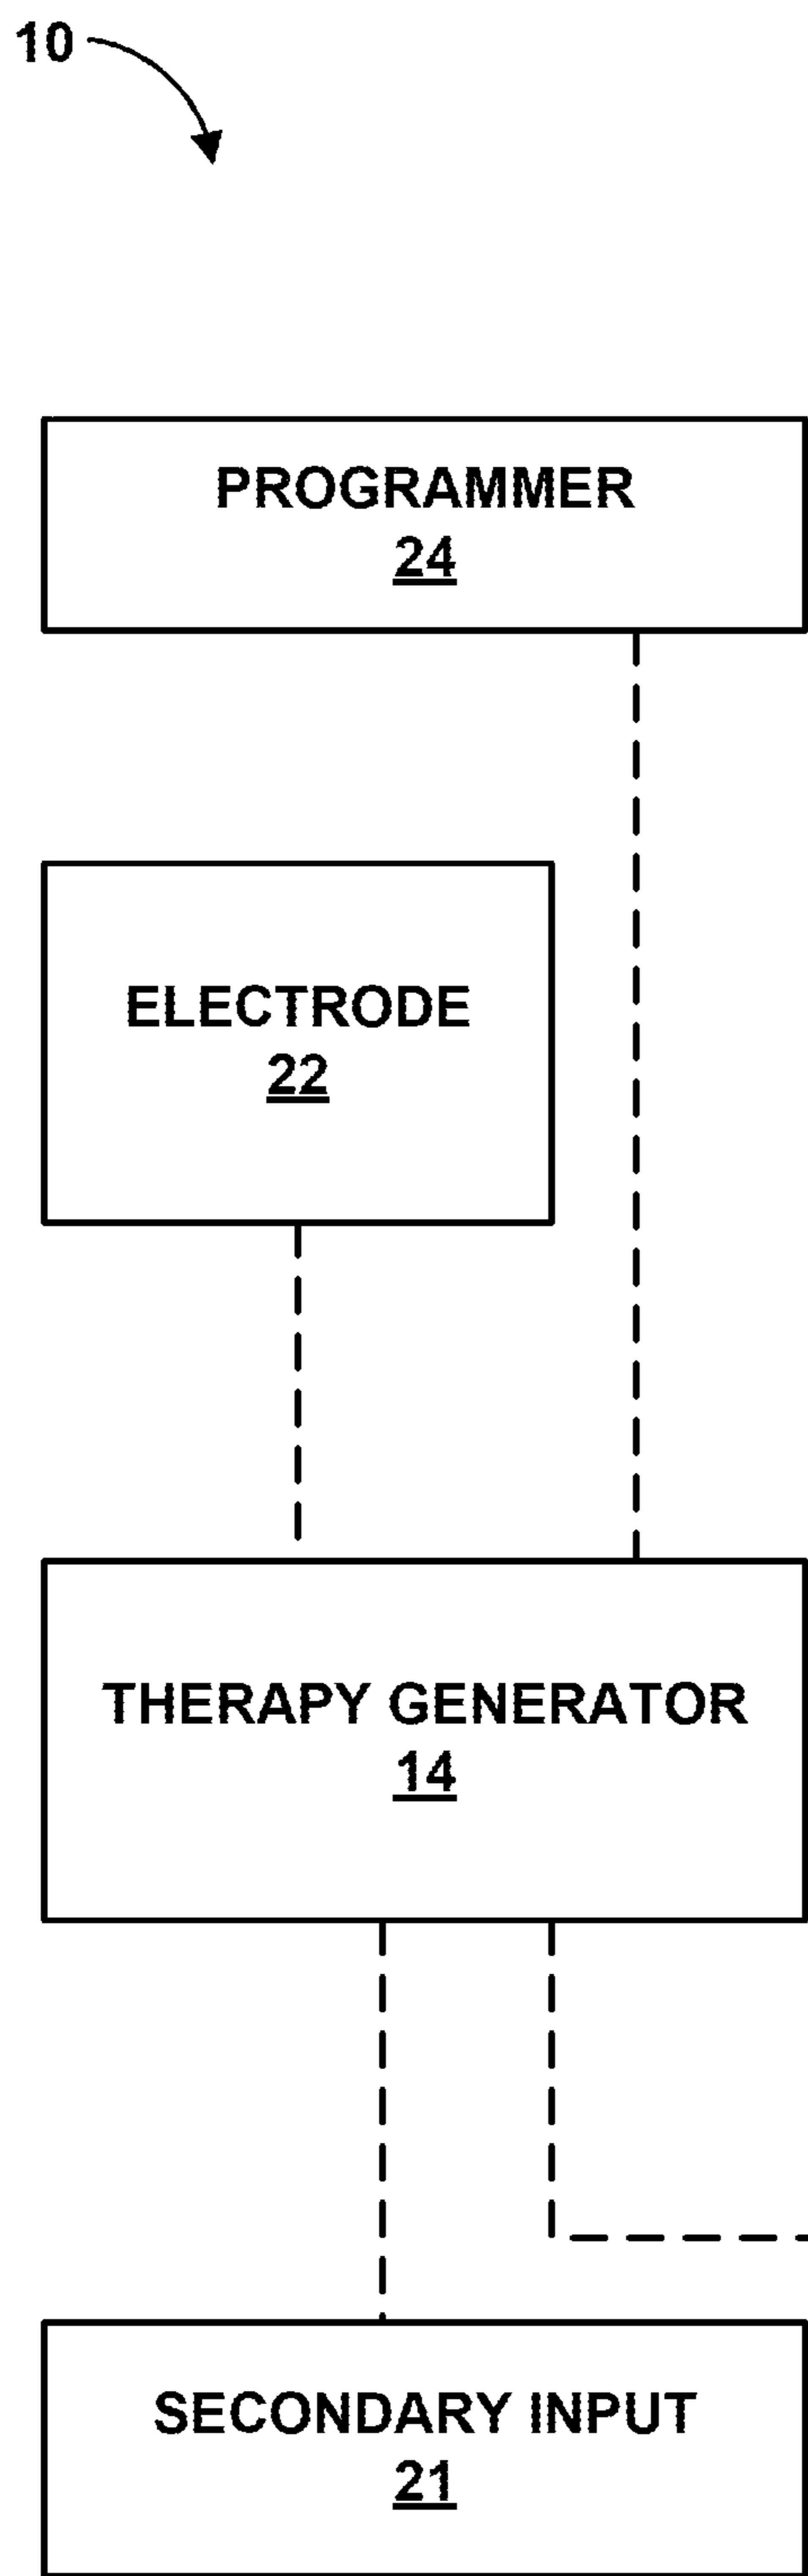 10
PROGRAMMER
24
ELECTRODE
22
THERAPY GENERATOR
14
SECONDARY INPUT
21